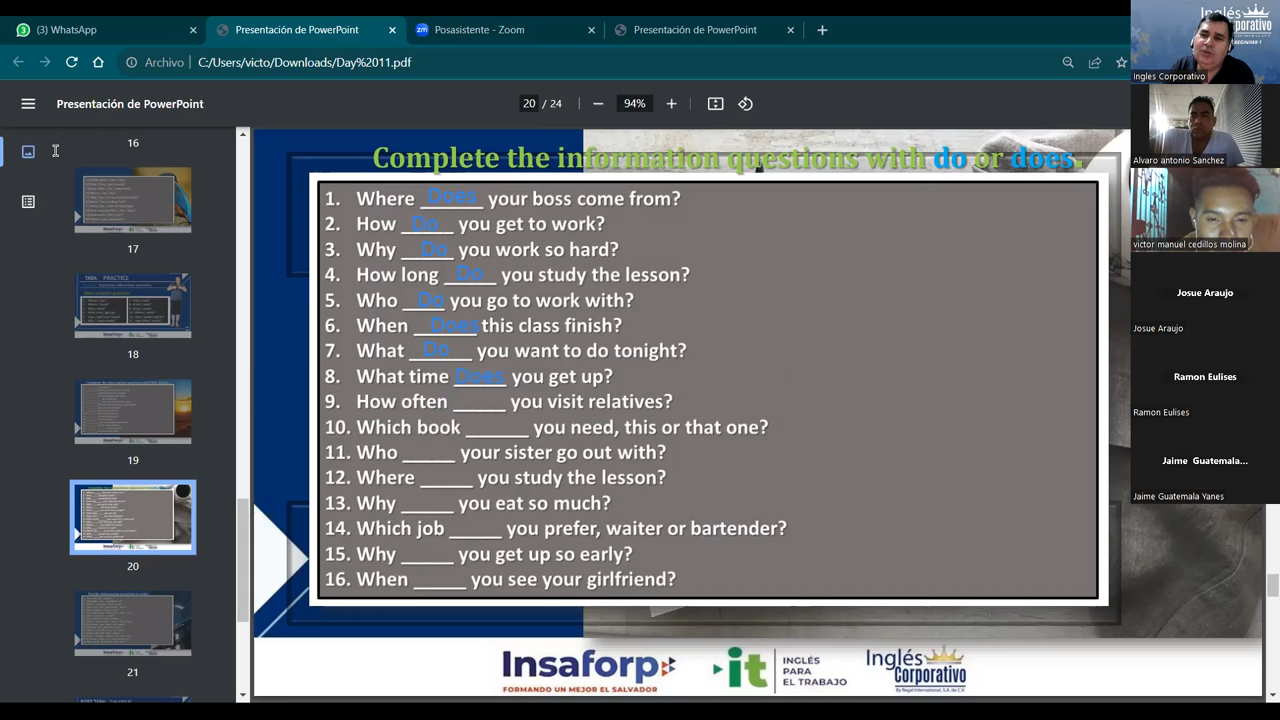 (3) WhatsApp
Presentación de PowerPoint
Posasistente - Zoom
Presentación de PowerPoint
Archivo
C:/Users/victo/Downloads/Day%2011.pdf
Presentación de PowerPoint
20 / 24
94%
16
17
18
19
20
21
Complete the information questions with do or does.
1. Where Does your boss come from?
2. How Do you get to work?
3. Why Do you work so hard?
4. How long Do you study the lesson?
5. Who Do you go to work with?
6. When Does this class finish?
7. What Do you want to do tonight?
8. What time Does you get up?
9. How often _____ you visit relatives?
10. Which book ______ you need, this or that one?
11. Who _____ your sister go out with?
12. Where _____ you study the lesson?
13. Why _____ you eat so much?
14. Which job _____ you prefer, waiter or bartender?
15. Why _____ you get up so early?
16. When _____ you see your girlfriend?
Insaforp
FORMANDO UN MEJOR EL SALVADOR
it
INGLÉS
PARA
EL TRABAJO
Inglés
Corporativo
By Regal International, S.A. de C.V.
Inglés
Corporativo
BEGINNER 1
Ingles Corporativo
Alvaro antonio Sanchez
victor manuel cedillos molina
Josue Araujo
Josue Araujo
Ramon Eulises
Ramon Eulises
Jaime Guatemala...
Jaime Guatemala Yanes